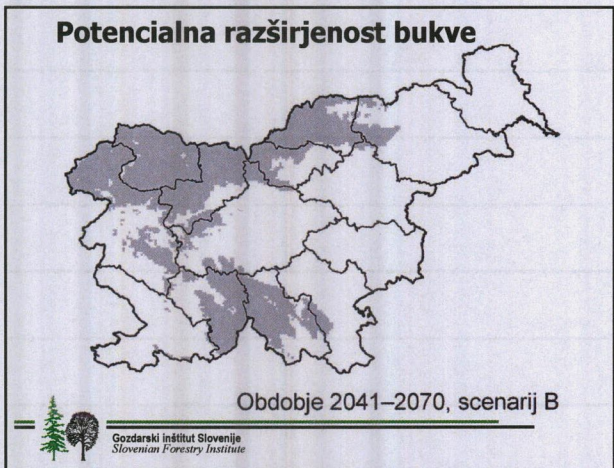 Potencialna razširjenost bukve
Obdobje 2041–2070, scenarij B
Gozdarski inštitut Slovenije
Slovenian Forestry Institute